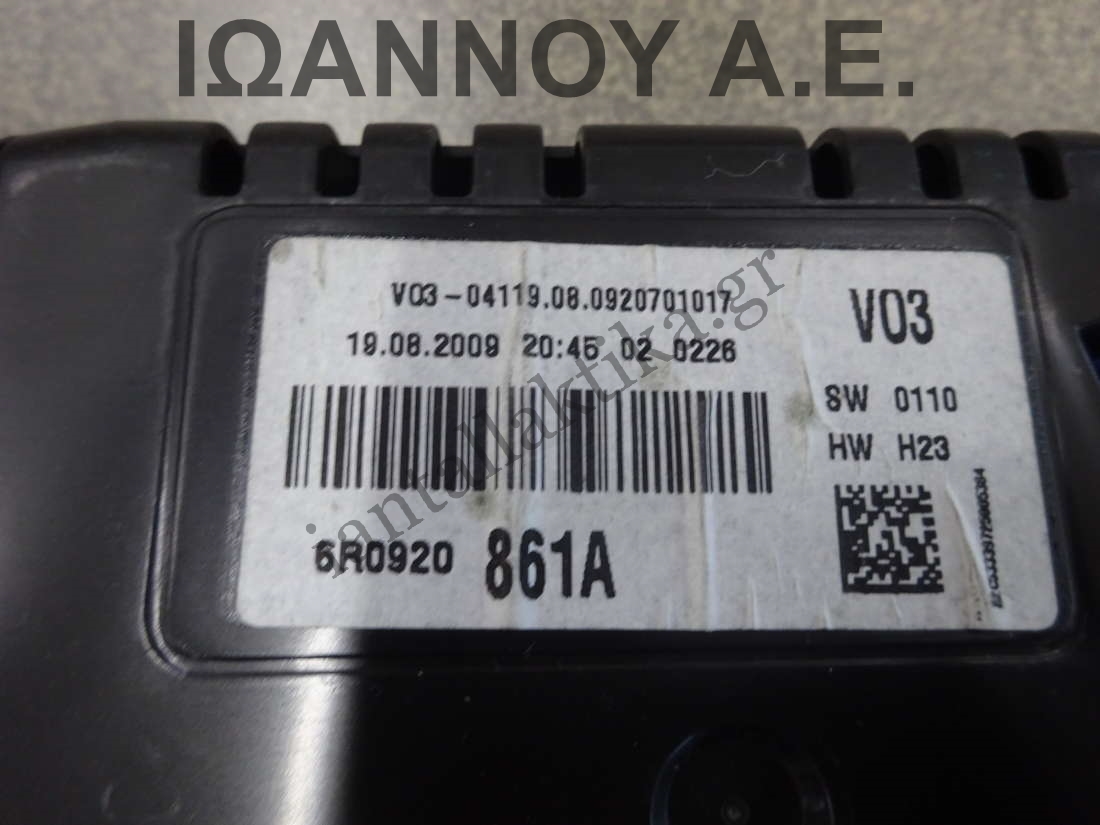 ΙΩΑΝΝΟΥ Α.Ε.
V03-04119.08.0920701017
19.08.2009 20:45 02 0226
V03
SW 0110
HW H23
6R0920 861A
jantallaktika.gr